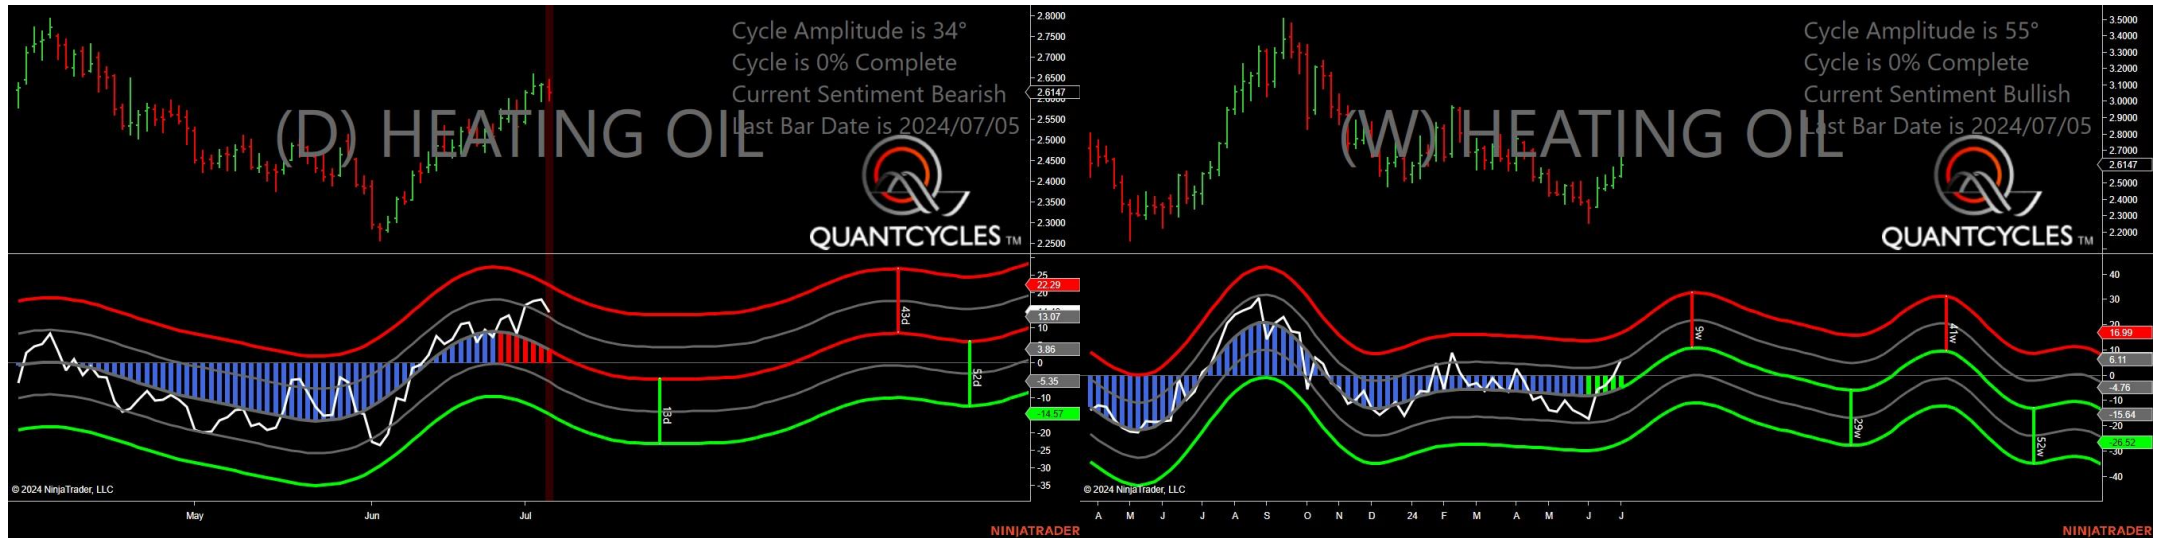 Cycle Amplitude is 34°
Cycle is 0% Complete
Current Sentiment Bearish
Last Bar Date is 2024/07/05
(D) HEATING OIL
QUANTCYCLES TM
2.8000
2.7500
2.7000
2.6500
2.6147
2.5500
2.5000
2.4500
2.4000
2.3500
2.3000
2.2500
25
22.29
20
13.07
10
5
3.86
0
-5.35
-10
-14.57
-20
-25
-30
-35
13d
43d
52d
© 2024 NinjaTrader, LLC
May Jun Jul
NINJATRADER
Cycle Amplitude is 55°
Cycle is 0% Complete
Current Sentiment Bullish
Last Bar Date is 2024/07/05
(W) HEATING OIL
QUANTCYCLES TM
3.5000
3.4000
3.3000
3.2000
3.1000
3.0000
2.9000
2.8000
2.7000
2.6147
2.5000
2.4000
2.3000
2.2000
40
30
20
16.99
10
6.11
0
-4.76
-10
-15.64
-20
-26.52
-30
-40
9w
29w
41w
52w
© 2024 NinjaTrader, LLC
A M J J A S O N D 24 F M A M J J
NINJATRADER